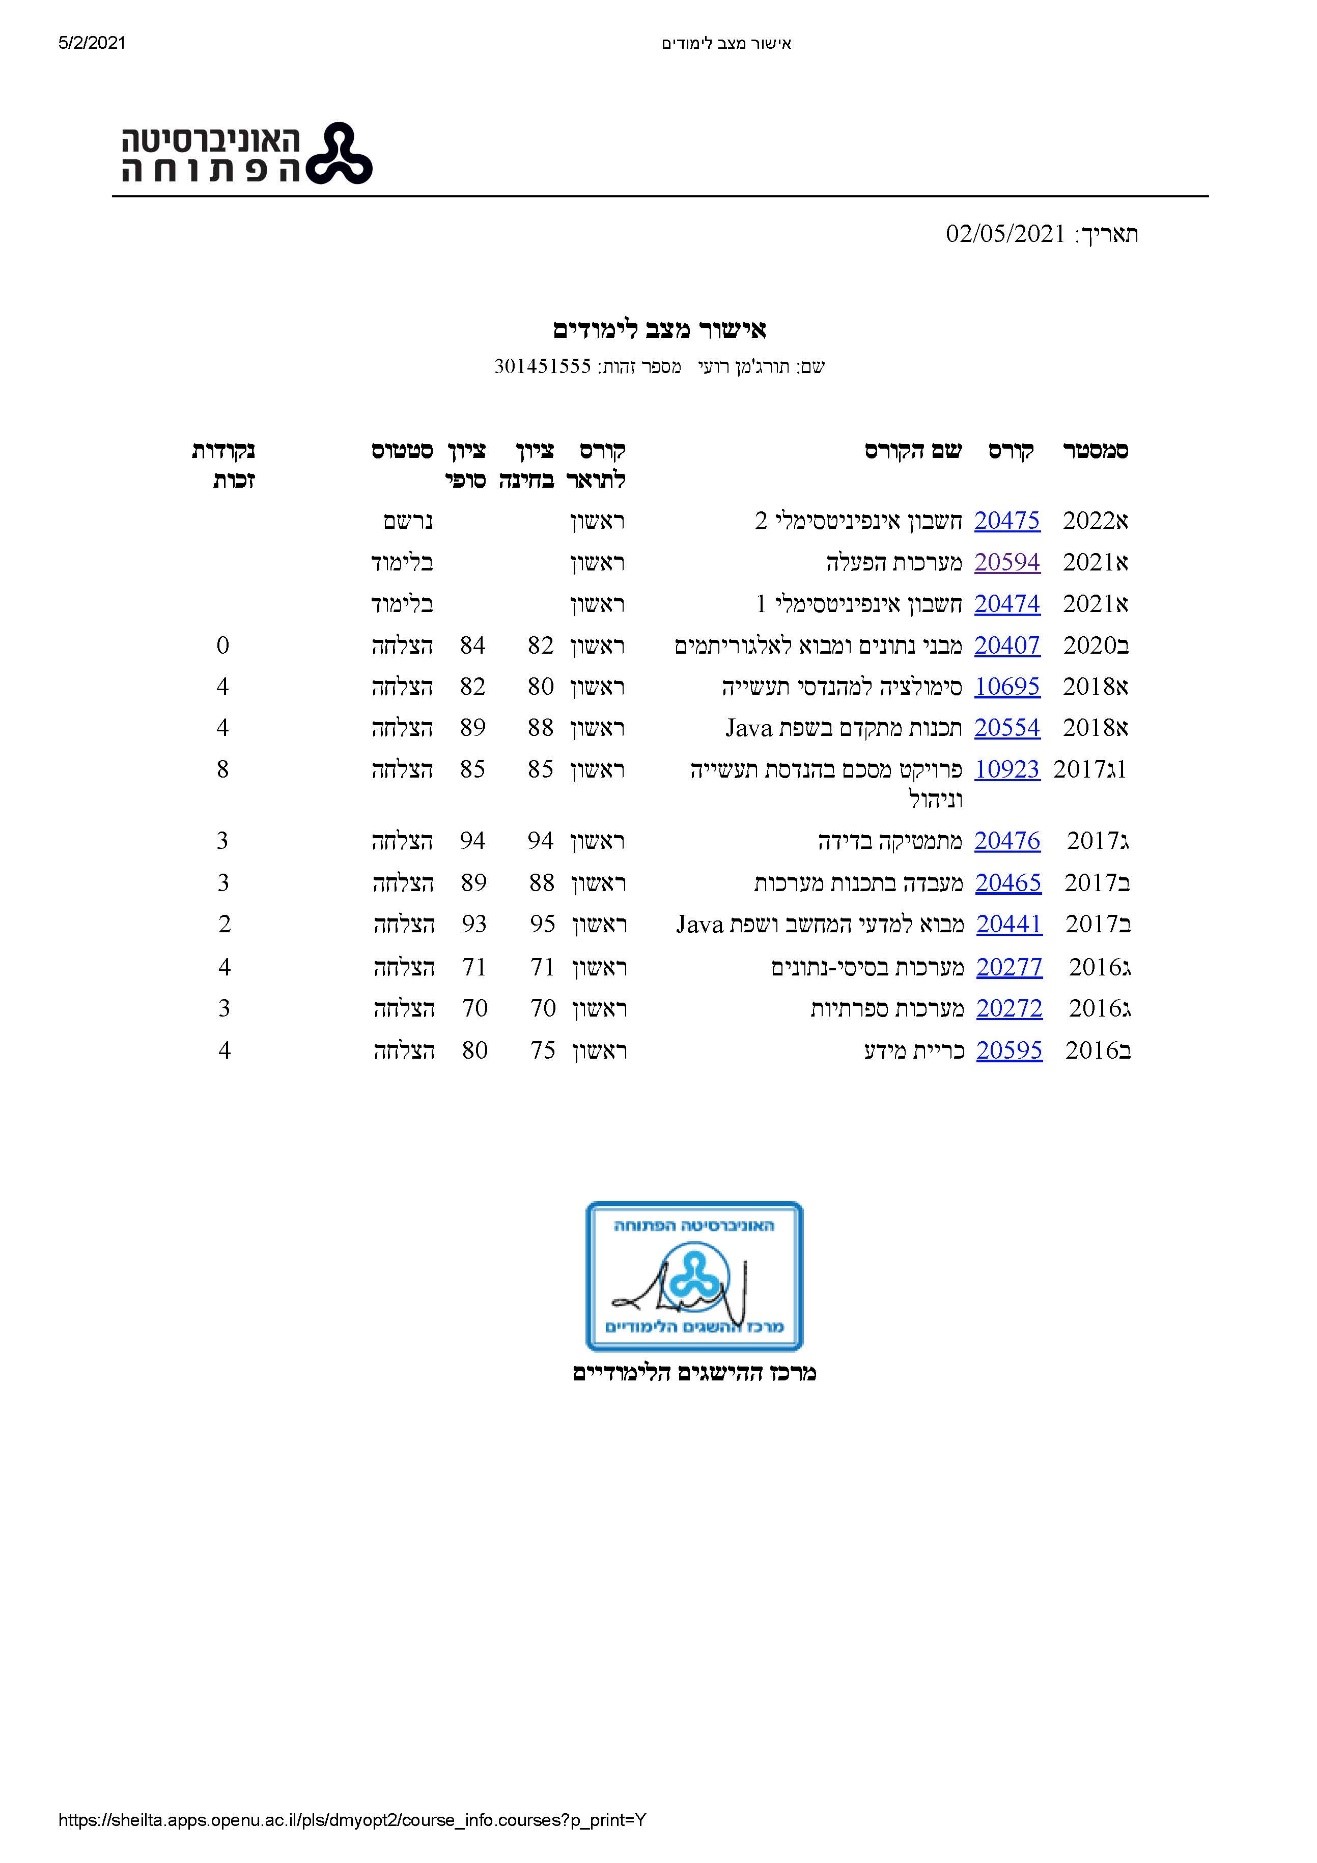 5/2/2021 אישור מצב לימודים
האוניברסיטה
הפתוחה
תאריך: 02/05/2021
אישור מצב לימודים
שם: תורג'מן רועי מספר זהות: 301451555
סמסטר קורס שם הקורס קורס לתואר ציון בחינה ציון סופי סטטוס נקודות זכות
2022א 20475 חשבון אינפיניטסימלי 2 ראשון נרשם
2021א 20594 מערכות הפעלה ראשון בלימוד
2021א 20474 חשבון אינפיניטסימלי 1 ראשון בלימוד
2020ב 20407 מבני נתונים ומבוא לאלגוריתמים ראשון 82 84 הצלחה 0
2018א 10695 סימולציה למהנדסי תעשייה ראשון 80 82 הצלחה 4
2018א 20554 תכנות מתקדם בשפת Java ראשון 88 89 הצלחה 4
2017ג1 10923 פרויקט מסכם בהנדסת תעשייה ראשון 85 85 הצלחה 8
וניהול
2017ג 20476 מתמטיקה בדידה ראשון 94 94 הצלחה 3
2017ב 20465 מעבדה בתכנות מערכות ראשון 88 89 הצלחה 3
2017ב 20441 מבוא למדעי המחשב ושפת Java ראשון 95 93 הצלחה 2
2016ג 20277 מערכות בסיסי-נתונים ראשון 71 71 הצלחה 4
2016ג 20272 מערכות ספרתיות ראשון 70 70 הצלחה 3
2016ב 20595 כריית מידע ראשון 75 80 הצלחה 4
האוניברסיטה הפתוחה
מרכז ההשגים הלימודיים
מרכז ההישגים הלימודיים
https://sheilta.apps.openu.ac.il/pls/dmyopt2/course_info.courses?p_print=Y